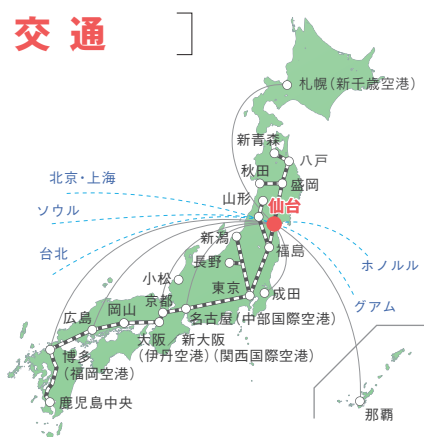 交通
札幌(新千歳空港)
新青森
八戸
秋田
盛岡
北京・上海
山形
仙台
ソウル
新潟
福島
台北
長野
ホノルル
小松
東京
成田
京都
グアム
岡山
広島
名古屋(中部国際空港)
大阪 新大阪
(伊丹空港)(関西国際空港)
博多
(福岡空港)
鹿児島中央
那覇